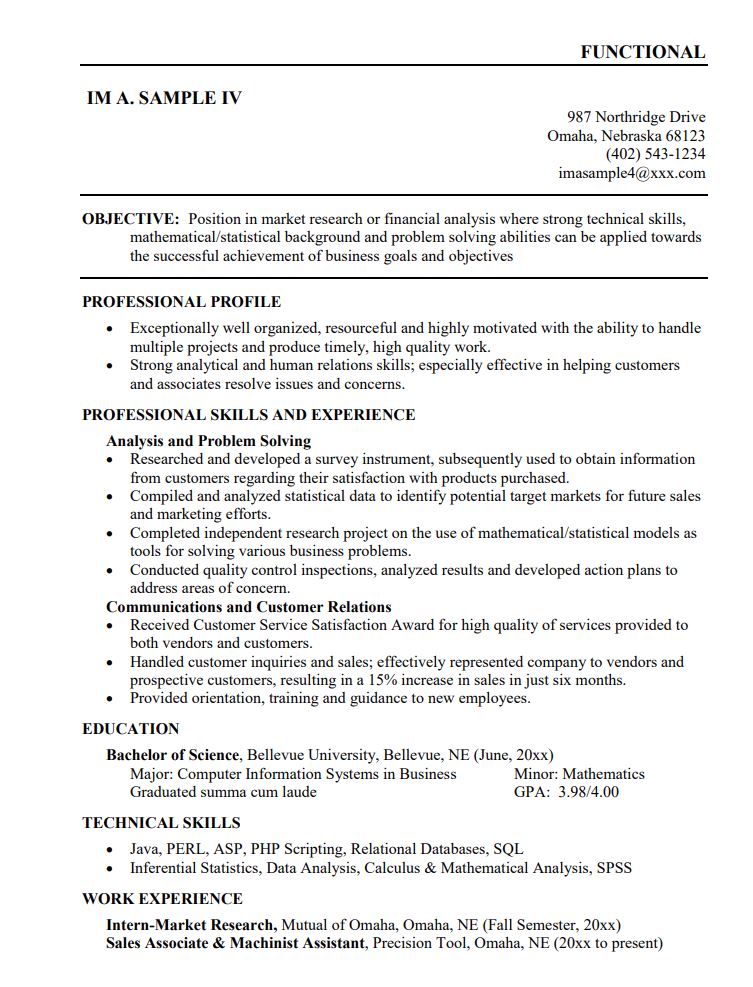 FUNCTIONAL
IM A. SAMPLE IV
987 Northridge Drive
Omaha, Nebraska 68123
(402) 543-1234
imasample4@xxx.com
OBJECTIVE: Position in market research or financial analysis where strong technical skills,
mathematical/statistical background and problem solving abilities can be applied towards
the successful achievement of business goals and objectives
PROFESSIONAL PROFILE
• Exceptionally well organized, resourceful and highly motivated with the ability to handle
multiple projects and produce timely, high quality work.
• Strong analytical and human relations skills; especially effective in helping customers
and associates resolve issues and concerns.
PROFESSIONAL SKILLS AND EXPERIENCE
Analysis and Problem Solving
• Researched and developed a survey instrument, subsequently used to obtain information
from customers regarding their satisfaction with products purchased.
• Compiled and analyzed statistical data to identify potential target markets for future sales
and marketing efforts.
• Completed independent research project on the use of mathematical/statistical models as
tools for solving various business problems.
• Conducted quality control inspections, analyzed results and developed action plans to
address areas of concern.
Communications and Customer Relations
• Received Customer Service Satisfaction Award for high quality of services provided to
both vendors and customers.
• Handled customer inquiries and sales; effectively represented company to vendors and
prospective customers, resulting in a 15% increase in sales in just six months.
• Provided orientation, training and guidance to new employees.
EDUCATION
Bachelor of Science, Bellevue University, Bellevue, NE (June, 20xx)
Major: Computer Information Systems in Business Minor: Mathematics
Graduated summa cum laude GPA: 3.98/4.00
TECHNICAL SKILLS
• Java, PERL, ASP, PHP Scripting, Relational Databases, SQL
• Inferential Statistics, Data Analysis, Calculus & Mathematical Analysis, SPSS
WORK EXPERIENCE
Intern-Market Research, Mutual of Omaha, Omaha, NE (Fall Semester, 20xx)
Sales Associate & Machinist Assistant, Precision Tool, Omaha, NE (20xx to present)